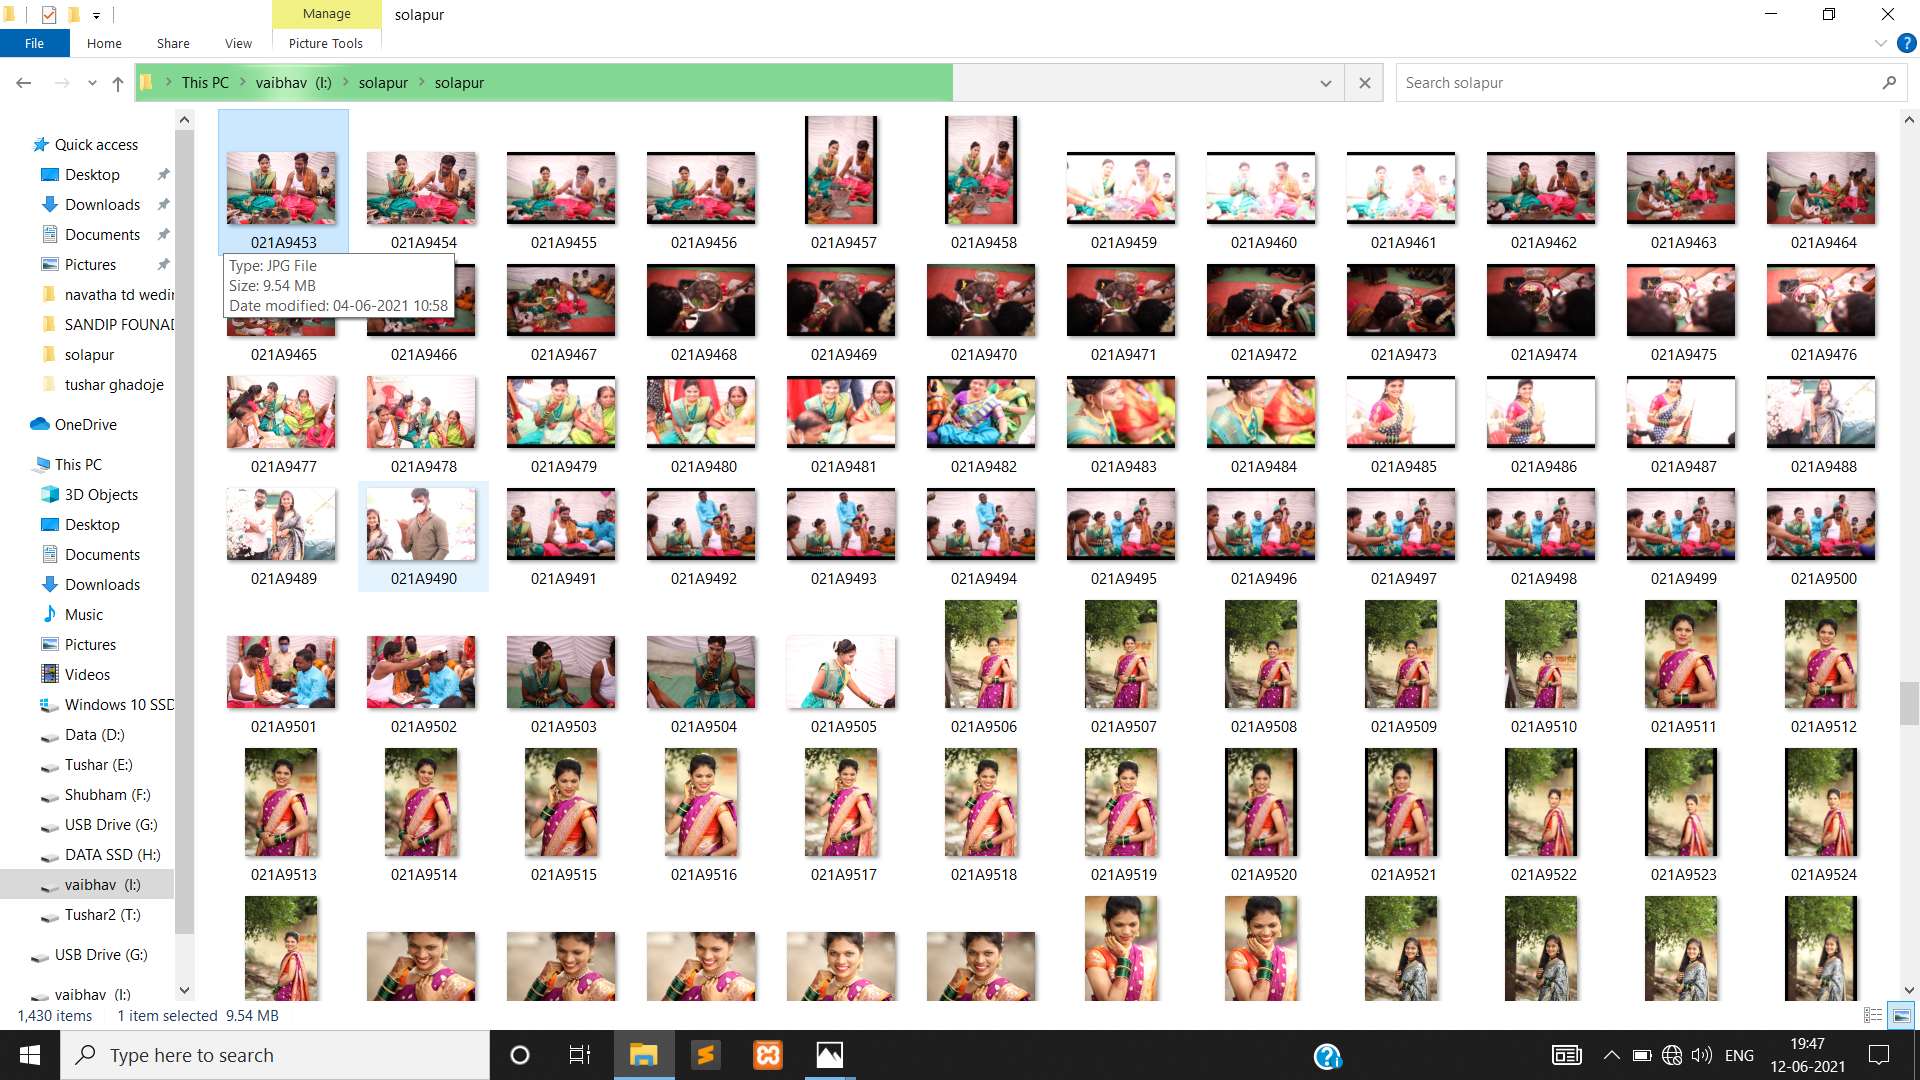 Manage
solapur
File
Home
Share
View
Picture Tools
This PC
vaibhav (I:)
solapur
solapur
Search solapur
Quick access
Desktop
Downloads
Documents
Pictures
navatha td wedin
SANDIP FOUNAD
solapur
tushar ghadoje
OneDrive
This PC
3D Objects
Desktop
Documents
Downloads
Music
Pictures
Videos
Windows 10 SSD
Data (D:)
Tushar (E:)
Shubham (F:)
USB Drive (G:)
DATA SSD (H:)
vaibhav (I:)
Tushar2 (T:)
USB Drive (G:)
vaibhav (I:)
021A9453 021A9454 021A9455 021A9456 021A9457 021A9458 021A9459 021A9460 021A9461 021A9462 021A9463 021A9464
Type: JPG File
Size: 9.54 MB
Date modified: 04-06-2021 10:58
021A9465 021A9466 021A9467 021A9468 021A9469 021A9470 021A9471 021A9472 021A9473 021A9474 021A9475 021A9476
021A9477 021A9478 021A9479 021A9480 021A9481 021A9482 021A9483 021A9484 021A9485 021A9486 021A9487 021A9488
021A9489 021A9490 021A9491 021A9492 021A9493 021A9494 021A9495 021A9496 021A9497 021A9498 021A9499 021A9500
021A9501 021A9502 021A9503 021A9504 021A9505 021A9506 021A9507 021A9508 021A9509 021A9510 021A9511 021A9512
021A9513 021A9514 021A9515 021A9516 021A9517 021A9518 021A9519 021A9520 021A9521 021A9522 021A9523 021A9524
1,430 items
1 item selected 9.54 MB
Type here to search
ENG
19:47
12-06-2021